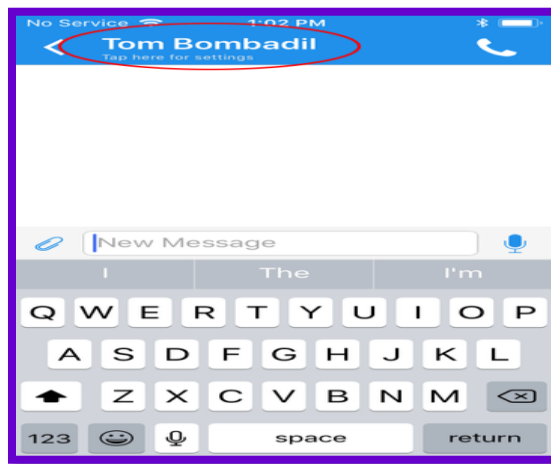 No Service 1:02 PM
Tom Bombadil
Tap here for settings
New Message
I The I'm
Q W E R T Y U I O P
A S D F G H J K L
Z X C V B N M
123 space return